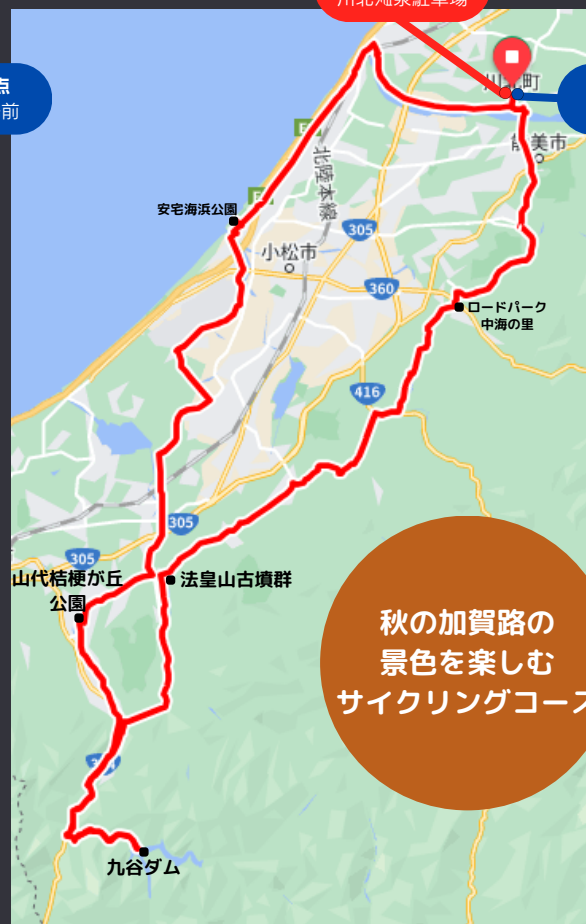 川北温泉駐車場
点
前
川北町
能美市
北陸本線
安宅海浜公園
305
小松市
360
ロードパーク
中海の里
416
305
305
山代桔梗が丘
公園
法皇山古墳群
秋の加賀路の
景色を楽しむ
サイクリングコース
九谷ダム